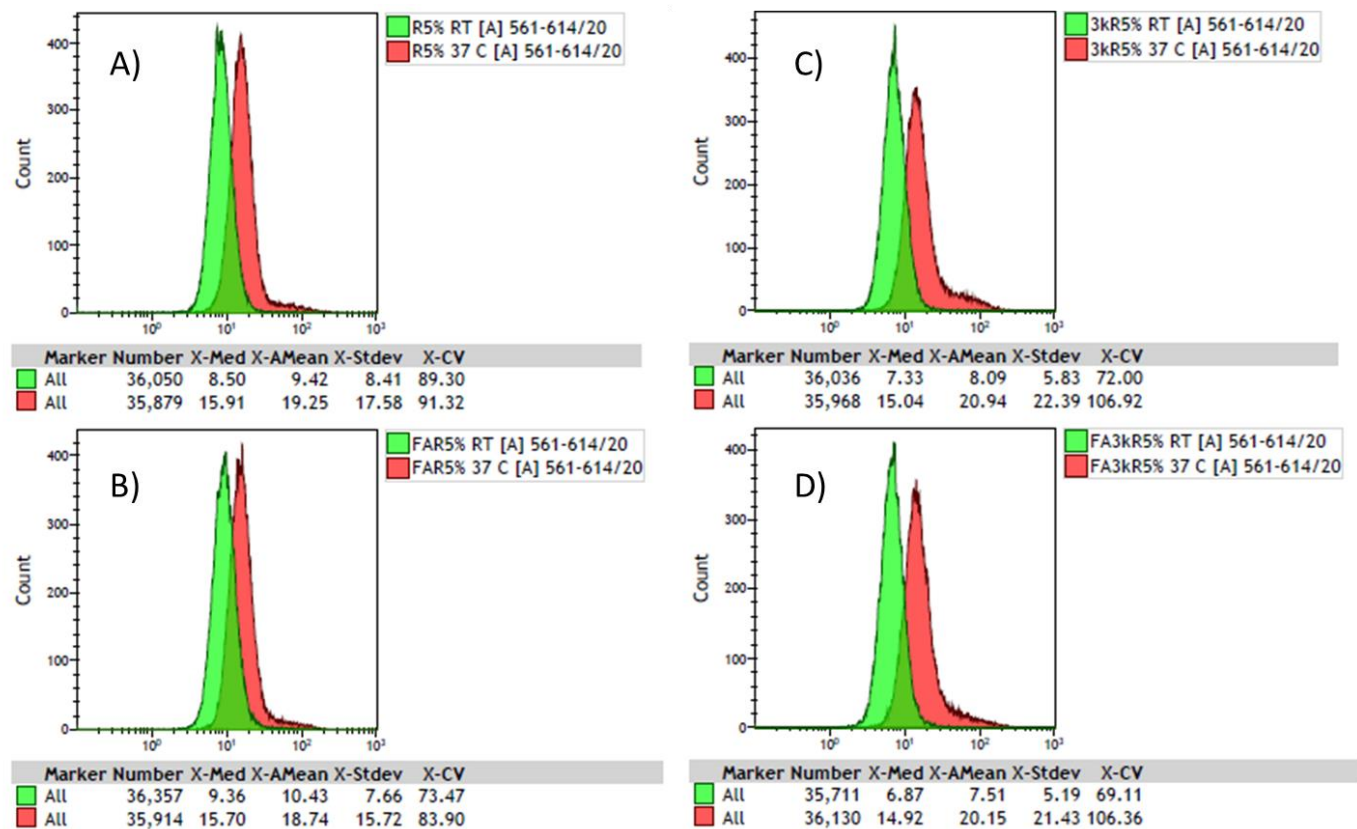 A)
R5% RT [A] 561-614/20
R5% 37 C [A] 561-614/20
Count
400
300
200
100
0
10⁰ 10¹ 10² 10³
Marker Number X-Med X-AMean X-Stdev X-CV
All 36,050 8.50 9.42 8.41 89.30
All 35,879 15.91 19.25 17.58 91.32
B)
FAR5% RT [A] 561-614/20
FAR5% 37 C [A] 561-614/20
Count
400
300
200
100
0
10⁰ 10¹ 10² 10³
Marker Number X-Med X-AMean X-Stdev X-CV
All 36,357 9.36 10.43 7.66 73.47
All 35,914 15.70 18.74 15.72 83.90
C)
3kR5% RT [A] 561-614/20
3kR5% 37 C [A] 561-614/20
Count
400
300
200
100
0
10⁰ 10¹ 10² 10³
Marker Number X-Med X-AMean X-Stdev X-CV
All 36,036 7.33 8.09 5.83 72.00
All 35,968 15.04 20.94 22.39 106.92
D)
FA3kR5% RT [A] 561-614/20
FA3kR5% 37 C [A] 561-614/20
Count
400
300
200
100
0
10⁰ 10¹ 10² 10³
Marker Number X-Med X-AMean X-Stdev X-CV
All 35,711 6.87 7.51 5.19 69.11
All 36,130 14.92 20.15 21.43 106.36